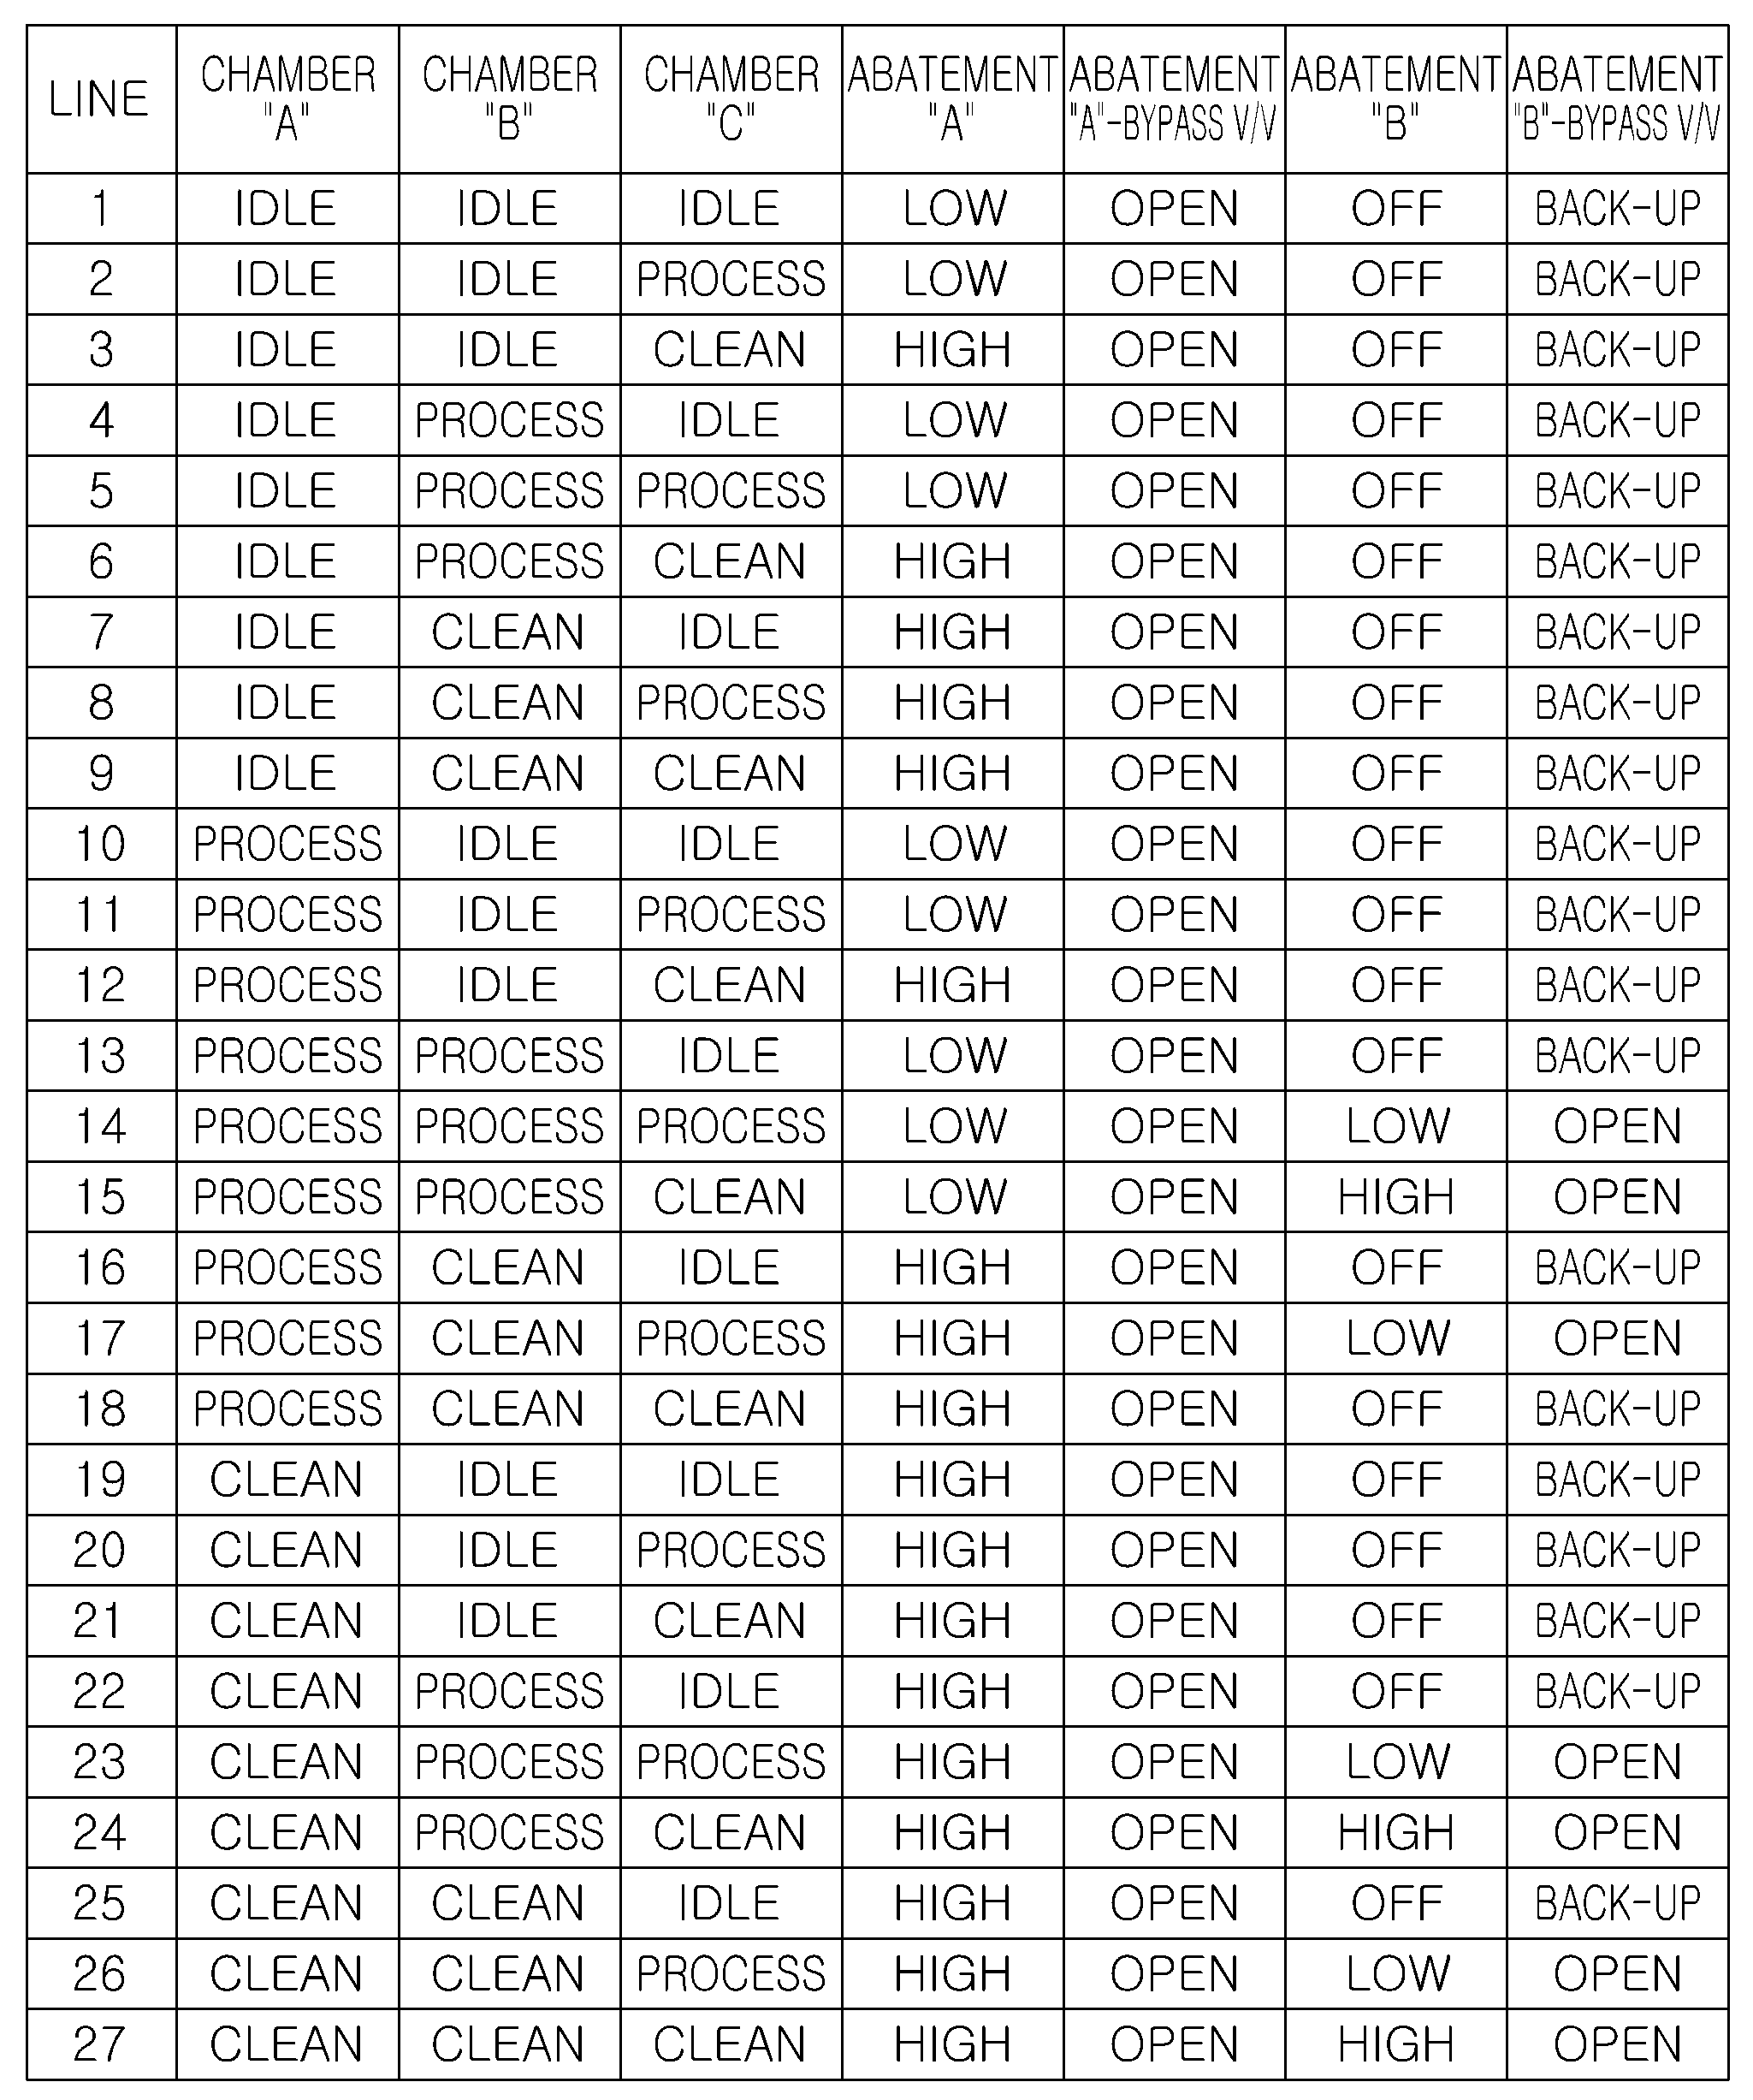 LINE CHAMBER "A" CHAMBER "B" CHAMBER "C" ABATEMENT "A" ABATEMENT "A"-BYPASS V/V ABATEMENT "B" ABATEMENT "B"-BYPASS V/V
1 IDLE IDLE IDLE LOW OPEN OFF BACK-UP
2 IDLE IDLE PROCESS LOW OPEN OFF BACK-UP
3 IDLE IDLE CLEAN HIGH OPEN OFF BACK-UP
4 IDLE PROCESS IDLE LOW OPEN OFF BACK-UP
5 IDLE PROCESS PROCESS LOW OPEN OFF BACK-UP
6 IDLE PROCESS CLEAN HIGH OPEN OFF BACK-UP
7 IDLE CLEAN IDLE HIGH OPEN OFF BACK-UP
8 IDLE CLEAN PROCESS HIGH OPEN OFF BACK-UP
9 IDLE CLEAN CLEAN HIGH OPEN OFF BACK-UP
10 PROCESS IDLE IDLE LOW OPEN OFF BACK-UP
11 PROCESS IDLE PROCESS LOW OPEN OFF BACK-UP
12 PROCESS IDLE CLEAN HIGH OPEN OFF BACK-UP
13 PROCESS PROCESS IDLE LOW OPEN OFF BACK-UP
14 PROCESS PROCESS PROCESS LOW OPEN LOW OPEN
15 PROCESS PROCESS CLEAN LOW OPEN HIGH OPEN
16 PROCESS CLEAN IDLE HIGH OPEN OFF BACK-UP
17 PROCESS CLEAN PROCESS HIGH OPEN LOW OPEN
18 PROCESS CLEAN CLEAN HIGH OPEN OFF BACK-UP
19 CLEAN IDLE IDLE HIGH OPEN OFF BACK-UP
20 CLEAN IDLE PROCESS HIGH OPEN OFF BACK-UP
21 CLEAN IDLE CLEAN HIGH OPEN OFF BACK-UP
22 CLEAN PROCESS IDLE HIGH OPEN OFF BACK-UP
23 CLEAN PROCESS PROCESS HIGH OPEN LOW OPEN
24 CLEAN PROCESS CLEAN HIGH OPEN HIGH OPEN
25 CLEAN CLEAN IDLE HIGH OPEN OFF BACK-UP
26 CLEAN CLEAN PROCESS HIGH OPEN LOW OPEN
27 CLEAN CLEAN CLEAN HIGH OPEN HIGH OPEN